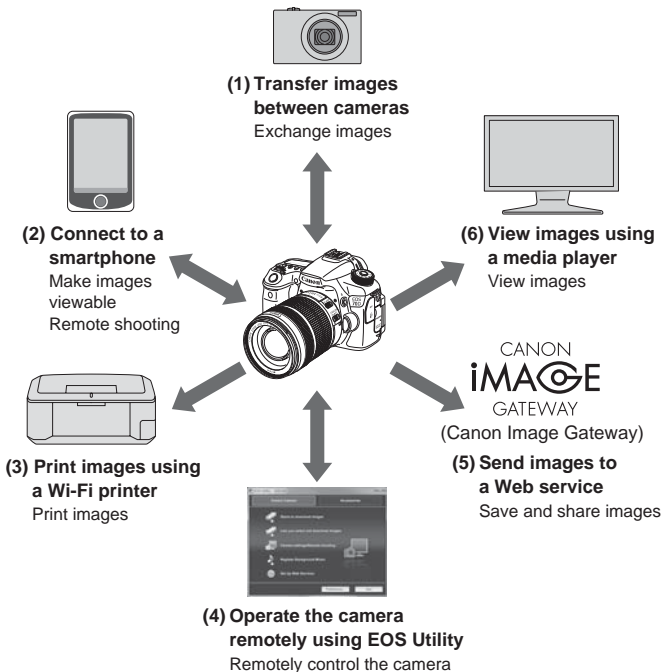 (1) Transfer images
between cameras
Exchange images
(2) Connect to a
smartphone
Make images
viewable
Remote shooting
(6) View images using
a media player
View images
Canon
EOS
70D
CANON
iMAGE
GATEWAY
(Canon Image Gateway)
(3) Print images using
a Wi-Fi printer
Print images
(5) Send images to
a Web service
Save and share images
(4) Operate the camera
remotely using EOS Utility
Remotely control the camera